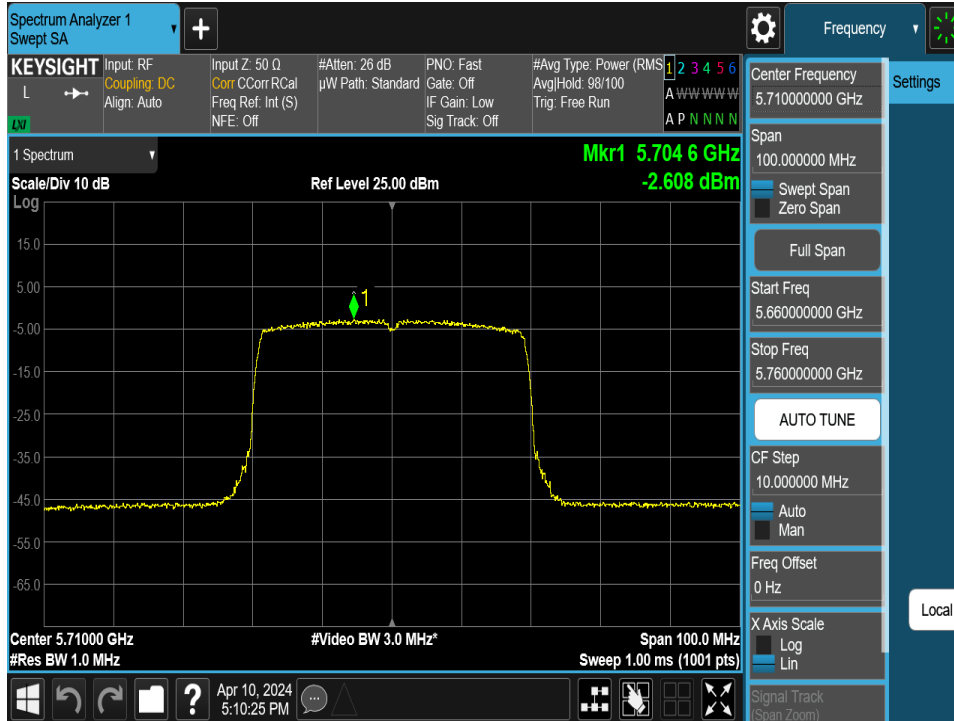 Spectrum Analyzer 1
Swept SA
+
Frequency
KEYSIGHT
L
LXI
Input: RF
Coupling: DC
Align: Auto
Input Z: 50 Ω
Corr CCorr RCal
Freq Ref: Int (S)
NFE: Off
#Atten: 26 dB
µW Path: Standard
PNO: Fast
Gate: Off
IF Gain: Low
Sig Track: Off
#Avg Type: Power (RMS
Avg|Hold: 98/100
Trig: Free Run
1 2 3 4 5 6
A W W W W W
A P N N N N
1 Spectrum
Mkr1 5.704 6 GHz
Scale/Div 10 dB
Ref Level 25.00 dBm
-2.608 dBm
Log
15.0
5.00
1
-5.00
-15.0
-25.0
-35.0
-45.0
-55.0
-65.0
Center 5.71000 GHz
#Video BW 3.0 MHz*
Span 100.0 MHz
#Res BW 1.0 MHz
Sweep 1.00 ms (1001 pts)
?
Apr 10, 2024
5:10:25 PM
Center Frequency
5.710000000 GHz
Span
100.000000 MHz
Swept Span
Zero Span
Full Span
Start Freq
5.660000000 GHz
Stop Freq
5.760000000 GHz
AUTO TUNE
CF Step
10.000000 MHz
Auto
Man
Freq Offset
0 Hz
X Axis Scale
Log
Lin
Signal Track
(Span Zoom)
Settings
Local